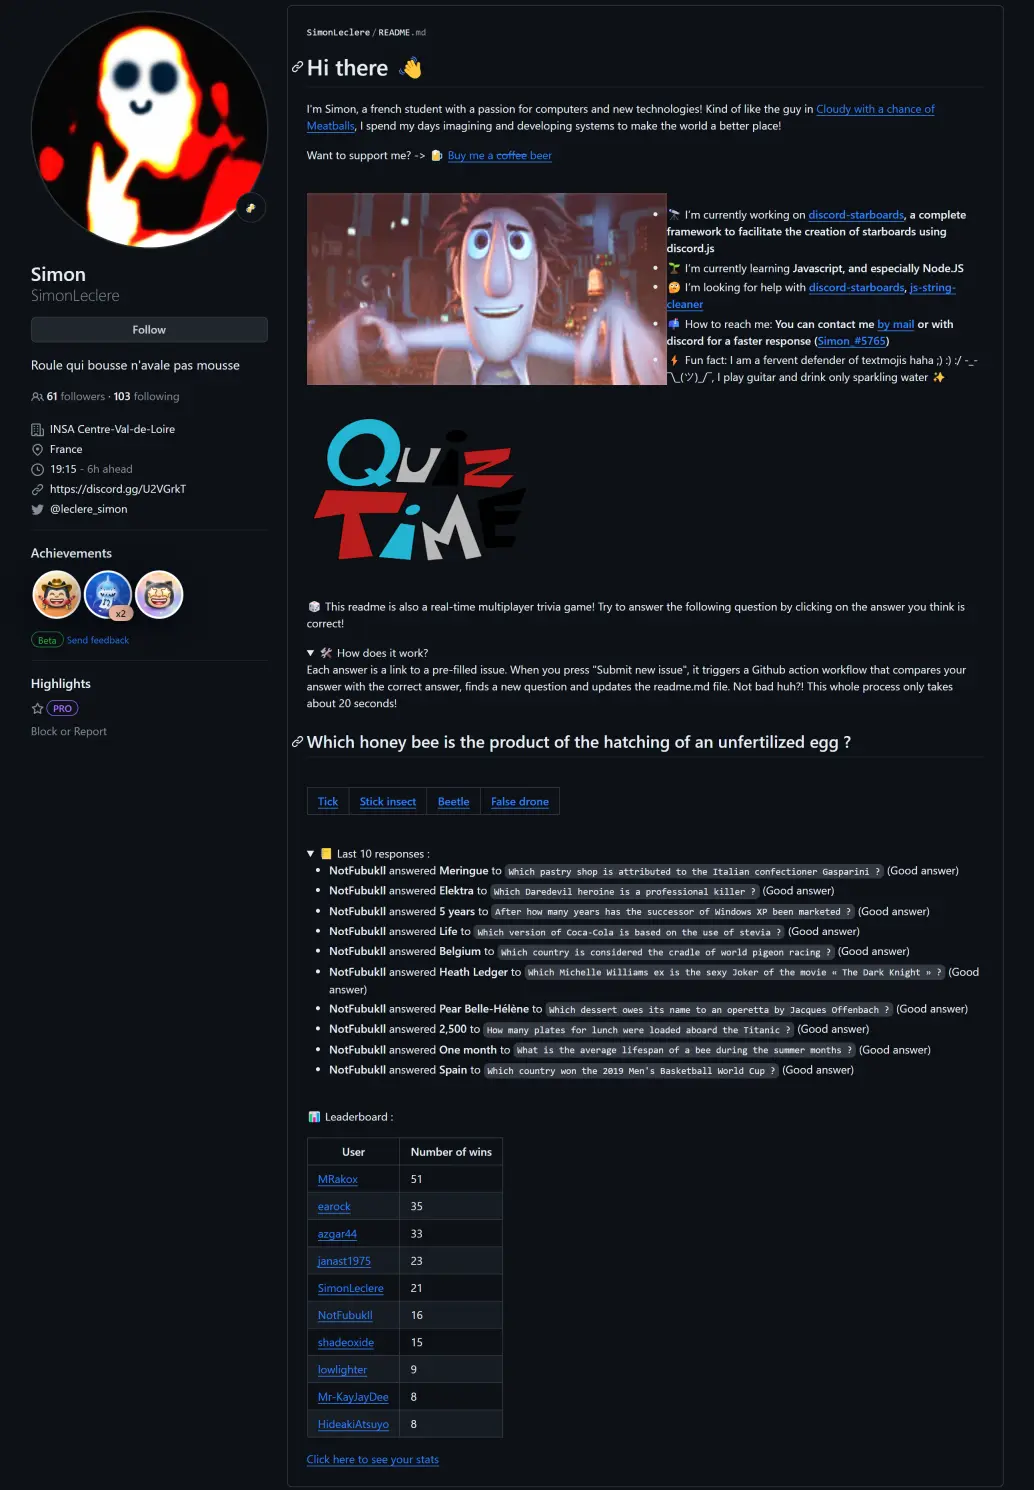 Simon
SimonLeclere
Follow
Roule qui bousse n'avale pas mousse
61 followers · 103 following
INSA Centre-Val-de-Loire
France
19:15 - 6h ahead
https://discord.gg/U2VGrkT
@leclere_simon
Achievements
x2
Beta Send feedback
Highlights
PRO
Block or Report
SimonLeclere / README.md
Hi there 👋
I'm Simon, a french student with a passion for computers and new technologies! Kind of like the guy in Cloudy with a chance of
Meatballs, I spend my days imagining and developing systems to make the world a better place!
Want to support me? -> 🍺 Buy me a coffee beer
• 🔭 I'm currently working on discord-starboards, a complete
framework to facilitate the creation of starboards using
discord.js
• 🌱 I'm currently learning Javascript, and especially Node.JS
• 🤔 I'm looking for help with discord-starboards, js-string-
cleaner
• 📫 How to reach me: You can contact me by mail or with
discord for a faster response (Simon_#5765)
• ⚡ Fun fact: I am a fervent defender of textmojis haha ;) :) :/ -_-
¯\_(ツ)_/¯, I play guitar and drink only sparkling water ✨
QUiZ
TiME
🎲 This readme is also a real-time multiplayer trivia game! Try to answer the following question by clicking on the answer you think is
correct!
▼ 🛠 How does it work?
Each answer is a link to a pre-filled issue. When you press "Submit new issue", it triggers a Github action workflow that compares your
answer with the correct answer, finds a new question and updates the readme.md file. Not bad huh?! This whole process only takes
about 20 seconds!
Which honey bee is the product of the hatching of an unfertilized egg ?
Tick Stick insect Beetle False drone
▼ 📒 Last 10 responses :
• NotFubukIl answered Meringue to Which pastry shop is attributed to the Italian confectioner Gasparini ? (Good answer)
• NotFubukIl answered Elektra to Which Daredevil heroine is a professional killer ? (Good answer)
• NotFubukIl answered 5 years to After how many years has the successor of Windows XP been marketed ? (Good answer)
• NotFubukIl answered Life to Which version of Coca-Cola is based on the use of stevia ? (Good answer)
• NotFubukIl answered Belgium to Which country is considered the cradle of world pigeon racing ? (Good answer)
• NotFubukIl answered Heath Ledger to Which Michelle Williams ex is the sexy Joker of the movie « The Dark Knight » ? (Good
answer)
• NotFubukIl answered Pear Belle-Hélène to Which dessert owes its name to an operetta by Jacques Offenbach ? (Good answer)
• NotFubukIl answered 2,500 to How many plates for lunch were loaded aboard the Titanic ? (Good answer)
• NotFubukIl answered One month to What is the average lifespan of a bee during the summer months ? (Good answer)
• NotFubukIl answered Spain to Which country won the 2019 Men's Basketball World Cup ? (Good answer)
📊 Leaderboard :
User Number of wins
MRakox 51
earock 35
azgar44 33
janast1975 23
SimonLeclere 21
NotFubukIl 16
shadeoxide 15
lowlighter 9
Mr-KayJayDee 8
HideakiAtsuyo 8
Click here to see your stats